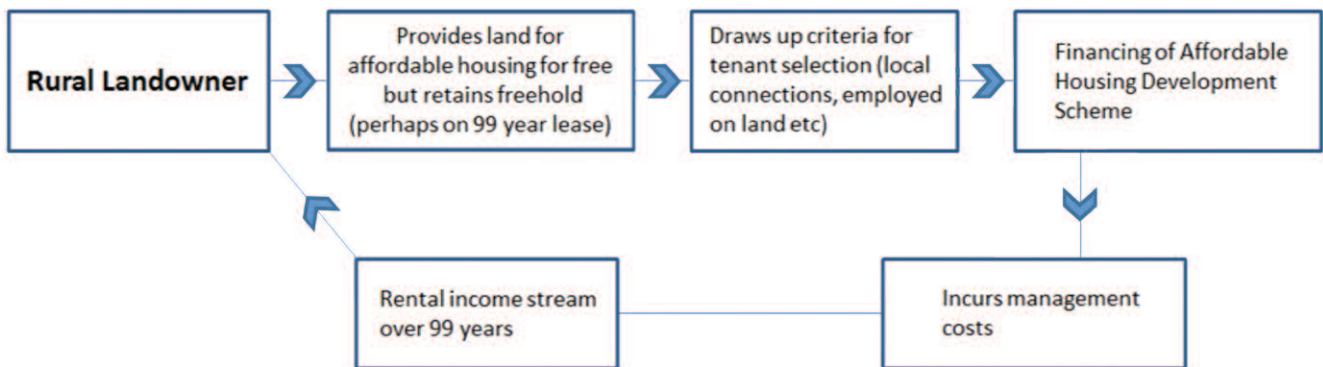 Rural Landowner
Provides land for
affordable housing for free
but retains freehold
(perhaps on 99 year lease)
Draws up criteria for
tenant selection (local
connections, employed
on land etc)
Financing of Affordable
Housing Development
Scheme
Rental income stream
over 99 years
Incurs management
costs